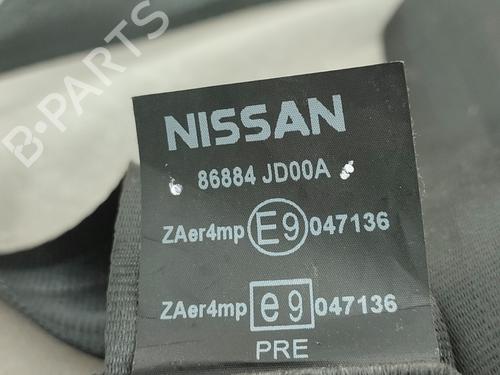 B-PARTS
NISSAN
86884 JD00A
ZAer4mp E9 047136
ZAer4mp e9 047136
PRE